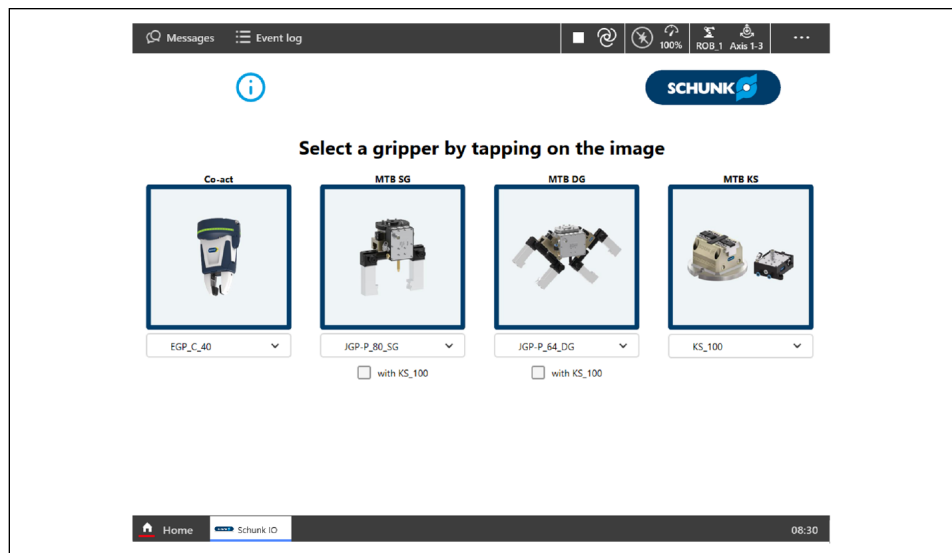 Messages Event log 100% ROB_1 Axis 1-3 ...
SCHUNK
Select a gripper by tapping on the image
Co-act MTB SG MTB DG MTB KS
EGP_C_40 JGP-P_80_SG JGP-P_64_DG KS_100
with KS_100 with KS_100
Home Schunk IO 08:30